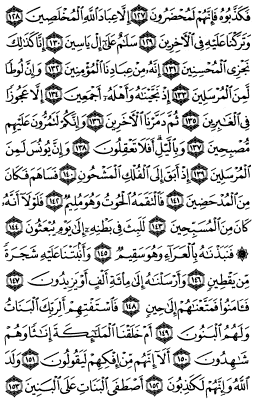 فَكَذَّبُوهُ فَإِنَّهُمْ لَمُحْضَرُونَ ١٢٧ إِلَّا عِبَادَ اللَّهِ الْمُخْلَصِينَ ١٢٨
وَتَرَكْنَا عَلَيْهِ فِي الْآخِرِينَ ١٢٩ سَلَامٌ عَلَىٰ إِلْ يَاسِينَ ١٣٠ إِنَّا كَذَٰلِكَ
نَجْزِي الْمُحْسِنِينَ ١٣١ إِنَّهُ مِنْ عِبَادِنَا الْمُؤْمِنِينَ ١٣٢ وَإِنَّ لُوطًا
لَّمِنَ الْمُرْسَلِينَ ١٣٣ إِذْ نَجَّيْنَاهُ وَأَهْلَهُ أَجْمَعِينَ ١٣٤ إِلَّا عَجُوزًا
فِي الْغَابِرِينَ ١٣٥ ثُمَّ دَمَّرْنَا الْآخَرِينَ ١٣٦ وَإِنَّكُمْ لَتَمُرُّونَ عَلَيْهِم
مُّصْبِحِينَ ١٣٧ وَبِاللَّيْلِ أَفَلَا تَعْقِلُونَ ١٣٨ وَإِنَّ يُونُسَ لَمِنَ
الْمُرْسَلِينَ ١٣٩ إِذْ أَبَقَ إِلَى الْفُلْكِ الْمَشْحُونِ ١٤٠ فَسَاهَمَ فَكَانَ
مِنَ الْمُدْحَضِينَ ١٤١ فَالْتَقَمَهُ الْحُوتُ وَهُوَ مُلِيمٌ ١٤٢ فَلَوْلَا أَنَّهُ
كَانَ مِنَ الْمُسَبِّحِينَ ١٤٣ لَلَبِثَ فِي بَطْنِهِ إِلَىٰ يَوْمِ يُبْعَثُونَ ١٤٤
۞ فَنَبَذْنَاهُ بِالْعَرَاءِ وَهُوَ سَقِيمٌ ١٤٥ وَأَنبَتْنَا عَلَيْهِ شَجَرَةً
مِّن يَقْطِينٍ ١٤٦ وَأَرْسَلْنَاهُ إِلَىٰ مِائَةِ أَلْفٍ أَوْ يَزِيدُونَ ١٤٧
فَآمَنُوا فَمَتَّعْنَاهُمْ إِلَىٰ حِينٍ ١٤٨ فَاسْتَفْتِهِمْ أَلِرَبِّكَ الْبَنَاتُ
وَلَهُمُ الْبَنُونَ ١٤٩ أَمْ خَلَقْنَا الْمَلَائِكَةَ إِنَاثًا وَهُمْ
شَاهِدُونَ ١٥٠ أَلَا إِنَّهُم مِّنْ إِفْكِهِمْ لَيَقُولُونَ ١٥١ وَلَدَ
اللَّهُ وَإِنَّهُمْ لَكَاذِبُونَ ١٥٢ أَصْطَفَى الْبَنَاتِ عَلَى الْبَنِينَ ١٥٣